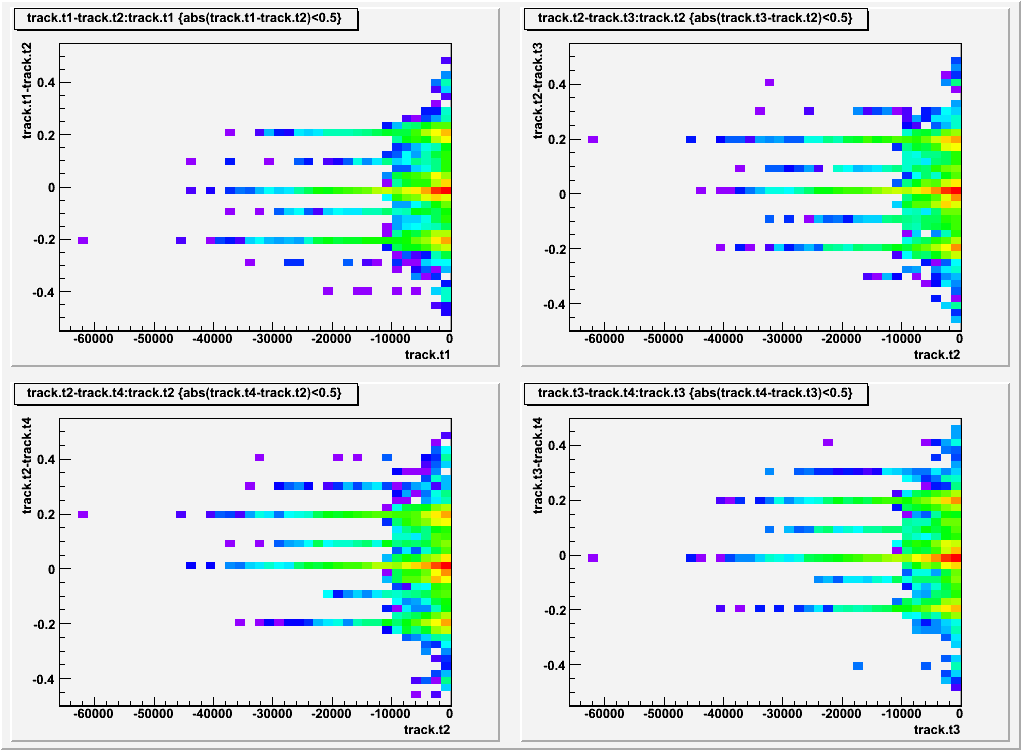 track.t1-track.t2:track.t1 {abs(track.t1-track.t2)<0.5}
track.t1-track.t2
0.4
0.2
0
-0.2
-0.4
-60000 -50000 -40000 -30000 -20000 -10000 0
track.t1
track.t2-track.t3:track.t2 {abs(track.t3-track.t2)<0.5}
track.t2-track.t3
0.4
0.2
0
-0.2
-0.4
-60000 -50000 -40000 -30000 -20000 -10000 0
track.t2
track.t2-track.t4:track.t2 {abs(track.t4-track.t2)<0.5}
track.t2-track.t4
0.4
0.2
0
-0.2
-0.4
-60000 -50000 -40000 -30000 -20000 -10000 0
track.t2
track.t3-track.t4:track.t3 {abs(track.t4-track.t3)<0.5}
track.t3-track.t4
0.4
0.2
0
-0.2
-0.4
-60000 -50000 -40000 -30000 -20000 -10000 0
track.t3